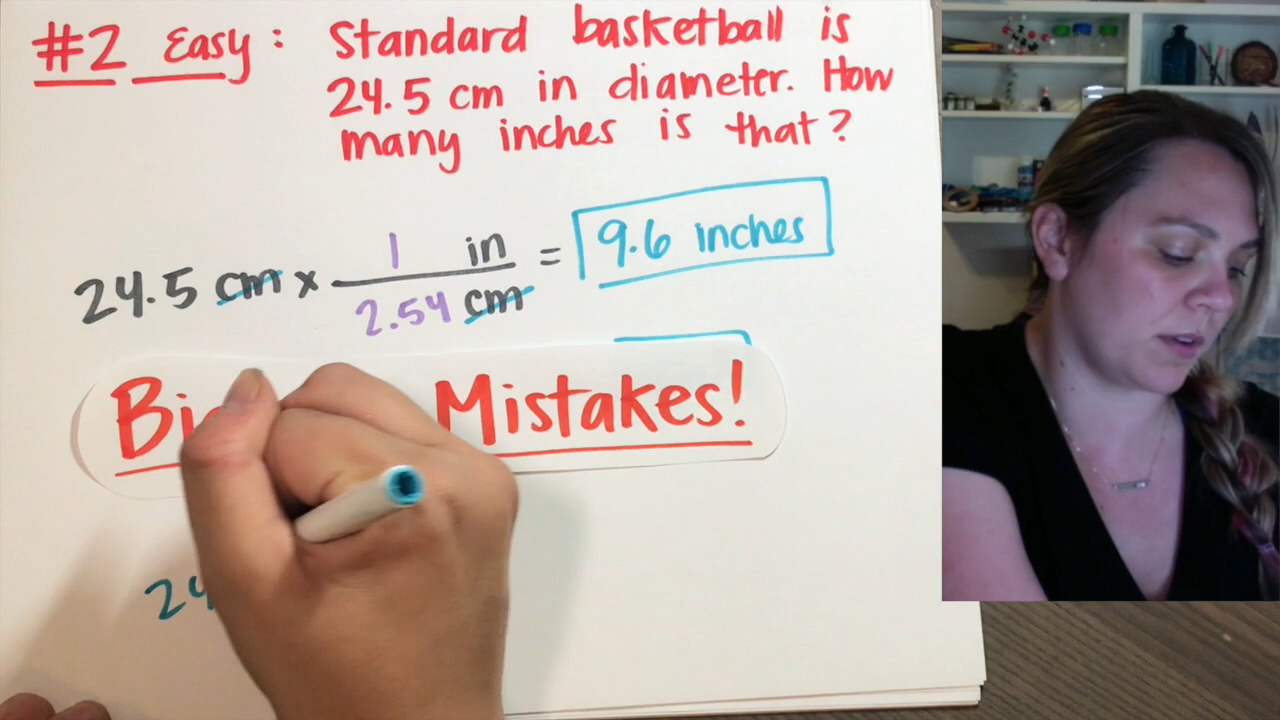 #2 Easy: Standard basketball is
24.5 cm in diameter. How
many inches is that?
24.5 cm x 1 in / 2.54 cm = 9.6 inches
Mistakes!
24